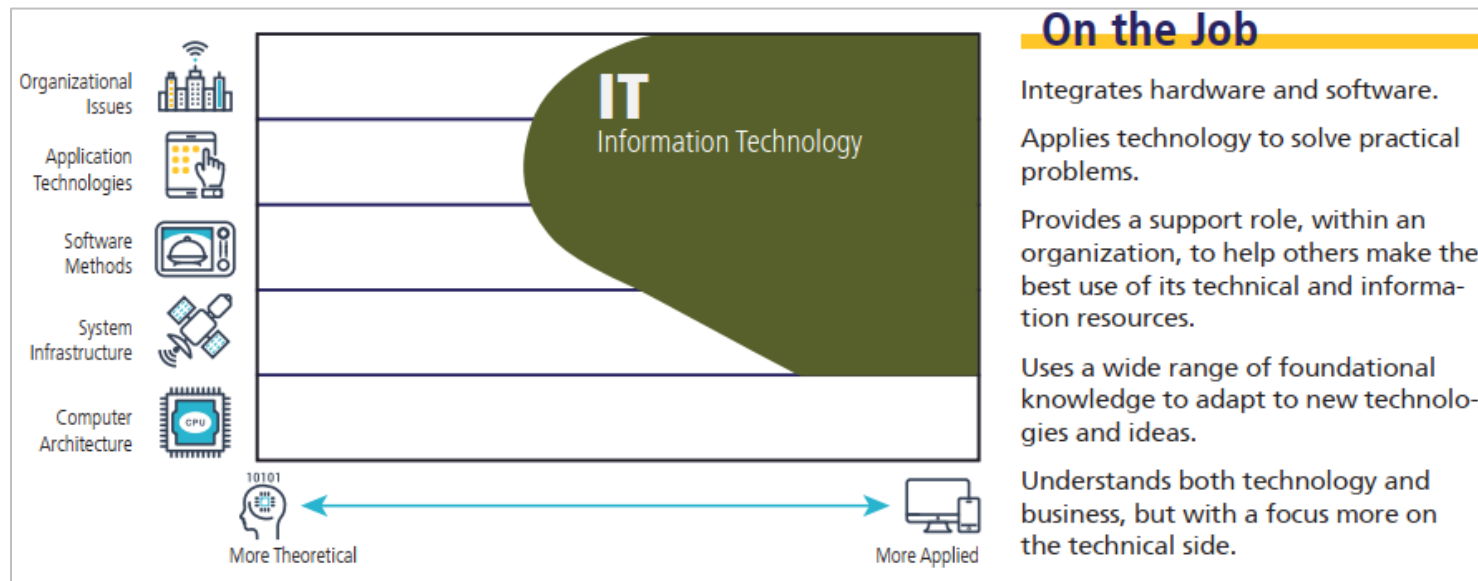 Organizational
Issues
Application
Technologies
Software
Methods
System
Infrastructure
Computer
Architecture
CPU
IT
Information Technology
10101
More Theoretical
More Applied
On the Job
Integrates hardware and software.
Applies technology to solve practical
problems.
Provides a support role, within an
organization, to help others make the
best use of its technical and informa-
tion resources.
Uses a wide range of foundational
knowledge to adapt to new technolo-
gies and ideas.
Understands both technology and
business, but with a focus more on
the technical side.